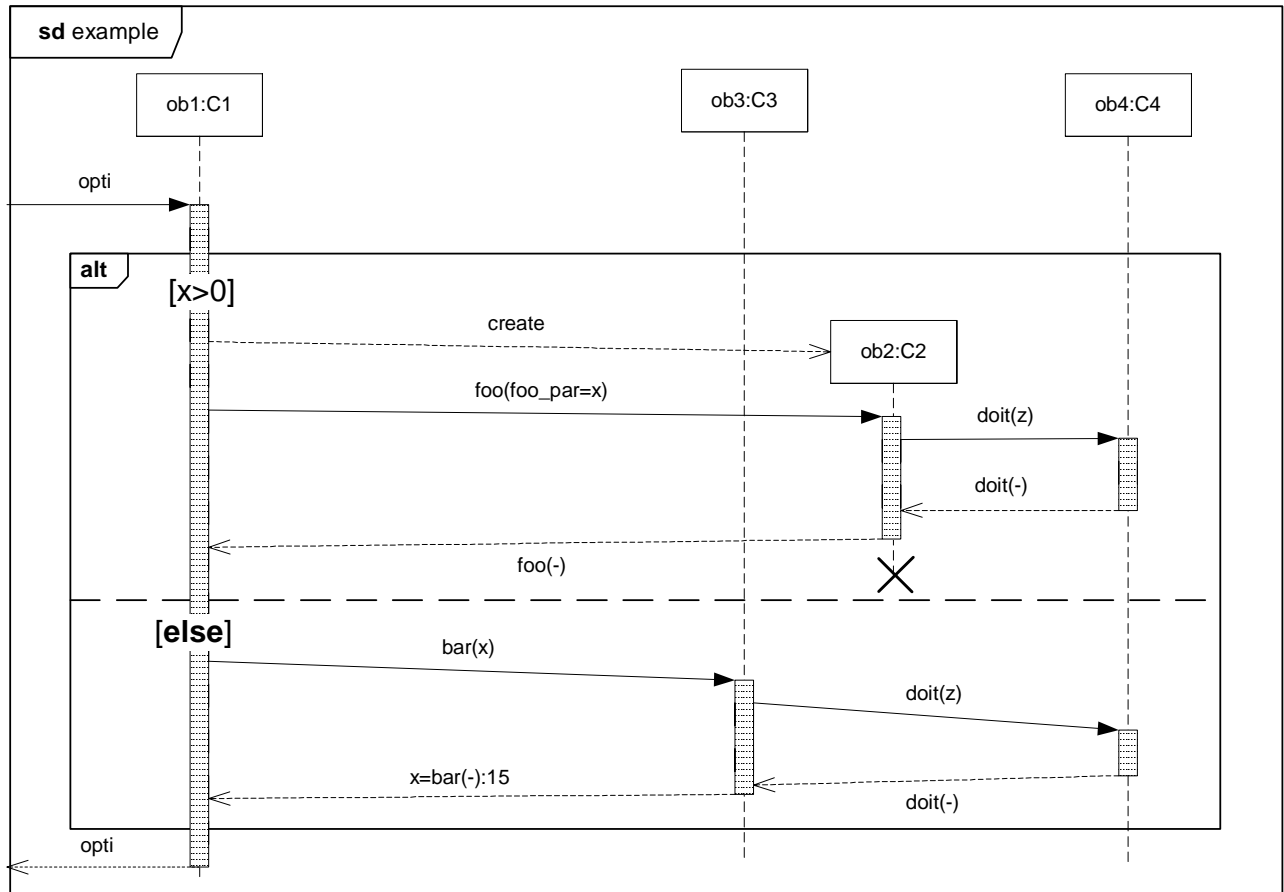 sd example
ob1:C1
ob3:C3
ob4:C4
opti
alt
[x>0]
create
ob2:C2
foo(foo_par=x)
doit(z)
doit(-)
foo(-)
[else]
bar(x)
doit(z)
x=bar(-):15
doit(-)
opti